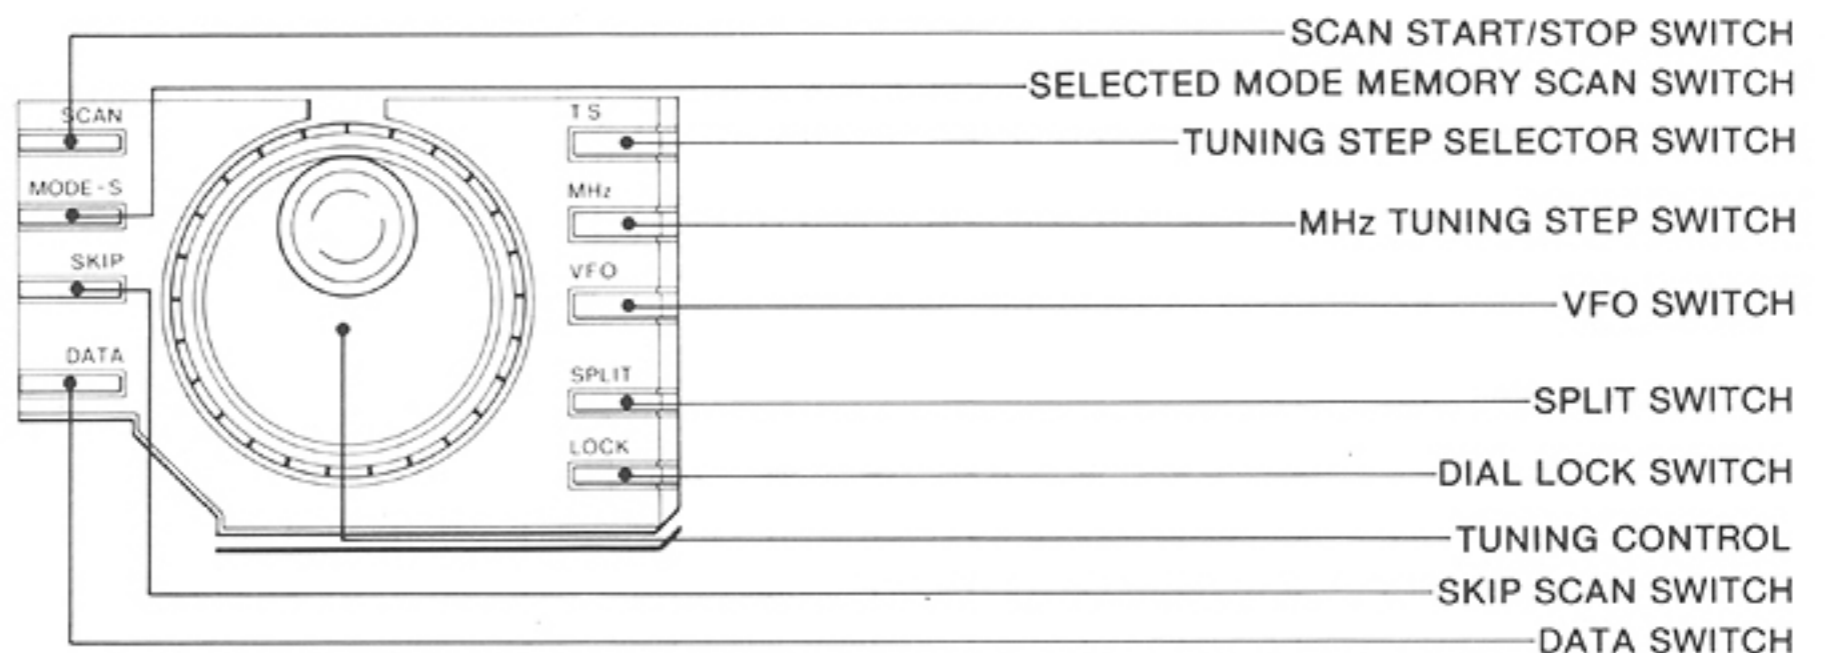 SCAN START/STOP SWITCH
SELECTED MODE MEMORY SCAN SWITCH
SCAN
TS
TUNING STEP SELECTOR SWITCH
MODE-S
MHz
MHz TUNING STEP SWITCH
SKIP
VFO
VFO SWITCH
DATA
SPLIT
SPLIT SWITCH
LOCK
DIAL LOCK SWITCH
TUNING CONTROL
SKIP SCAN SWITCH
DATA SWITCH